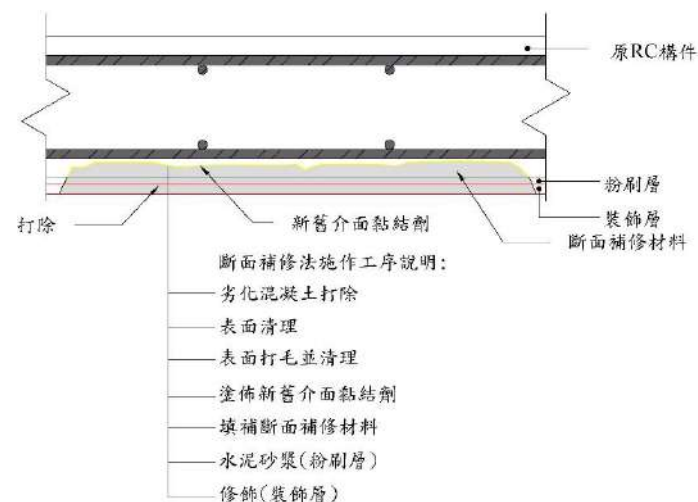 原RC構件
粉刷層
裝飾層
打除
新舊介面黏結劑
斷面補修材料
斷面補修法施作工序說明:
劣化混凝土打除
表面清理
表面打毛並清理
塗佈新舊介面黏結劑
填補斷面補修材料
水泥砂漿(粉刷層)
修飾(裝飾層)